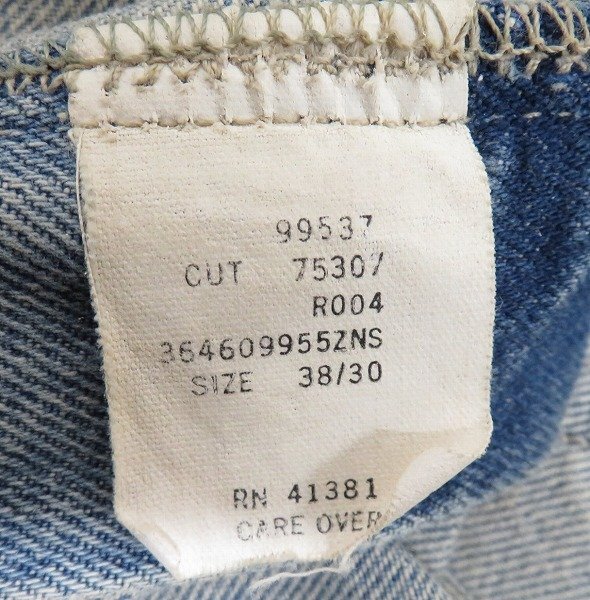 99537
CUT 75307
R004
364609955ZNS
SIZE 38/30
RN 41381
CARE OVER